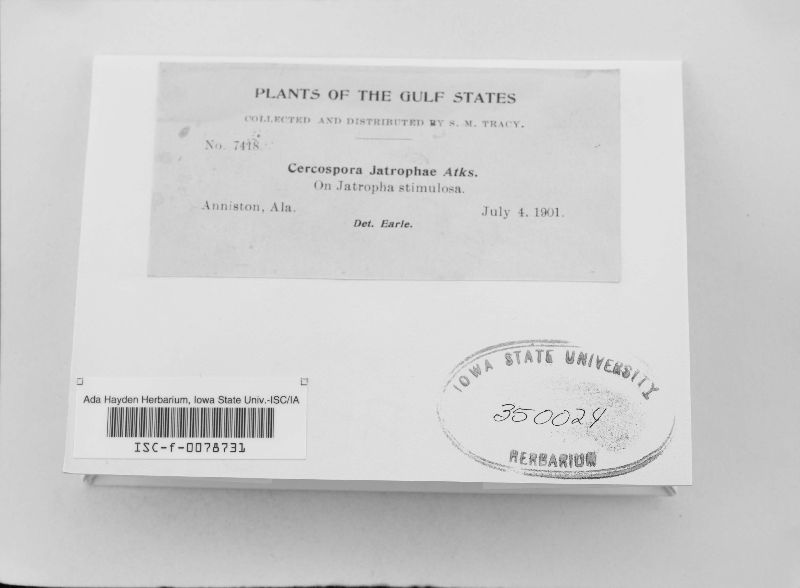 PLANTS OF THE GULF STATES
COLLECTED AND DISTRIBUTED BY S. M. TRACY.
No. 7418
Cercospora Jatrophae Atks.
On Jatropha stimulosa.
Anniston, Ala. July 4, 1901.
Det. Earle.
Ada Hayden Herbarium, Iowa State Univ.-ISC/IA
ISC-f-0078731
IOWA STATE UNIVERSITY
350024
HERBARIUM